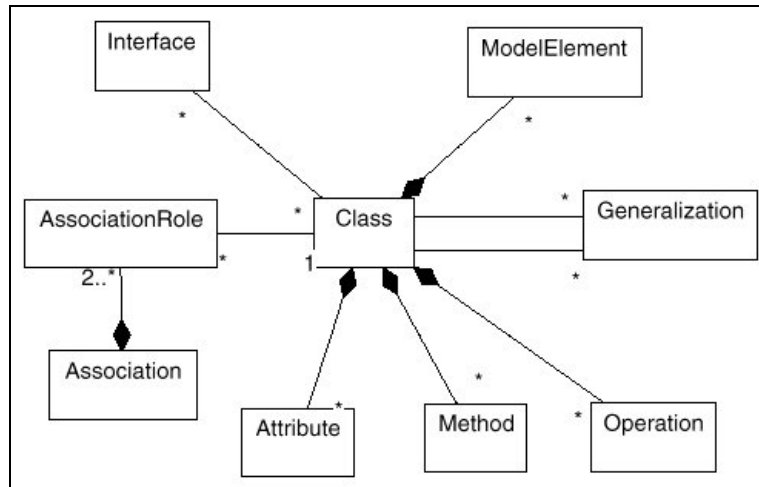 Interface
ModelElement
*
*
AssociationRole
*
Class
*
Generalization
*
1
*
2..*
Association
*
*
*
Attribute
Method
Operation